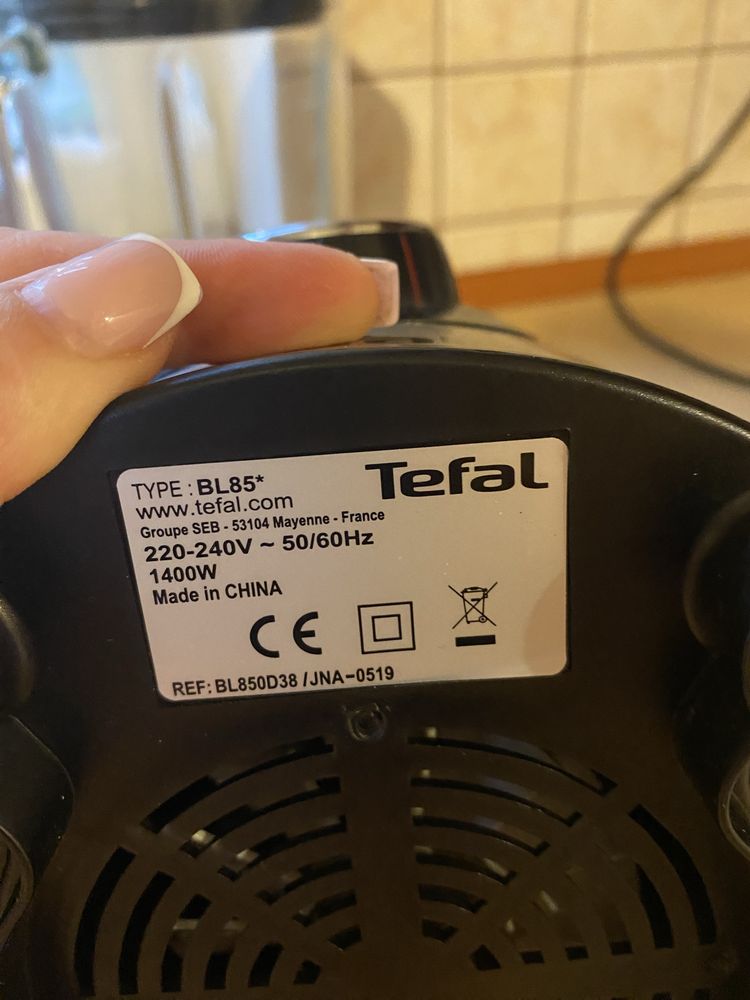 TYPE : BL85*
Tefal
www.tefal.com
Groupe SEB - 53104 Mayenne - France
220-240V ~ 50/60Hz
1400W
Made in CHINA
CE
REF: BL850D38 /JNA-0519